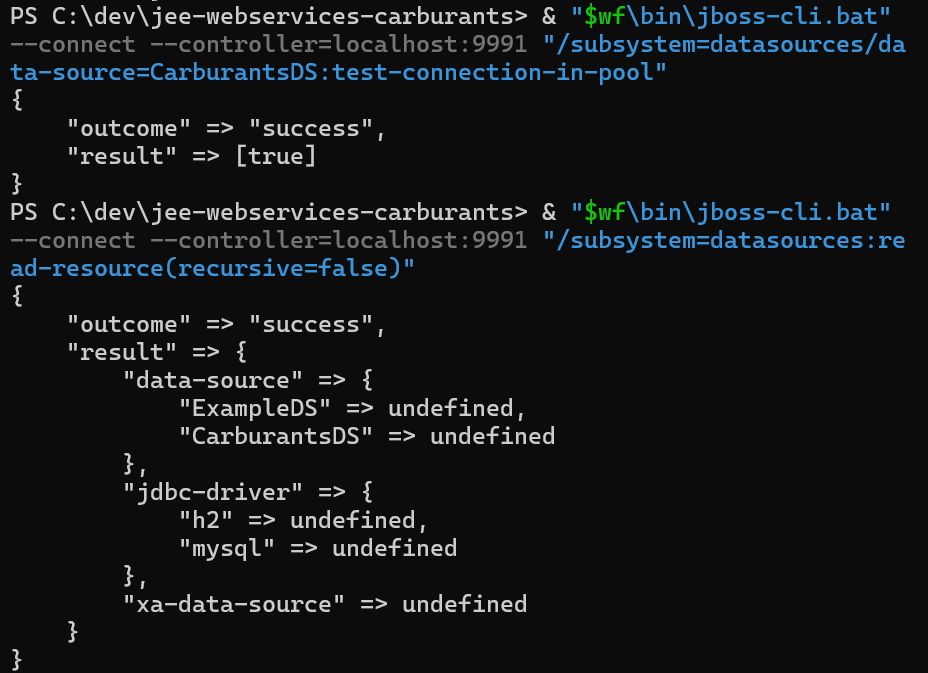 PS C:\dev\jee-webservices-carburants> & "$wf\bin\jboss-cli.bat"
--connect --controller=localhost:9991 "/subsystem=datasources/da
ta-source=CarburantsDS:test-connection-in-pool"
{
    "outcome" => "success",
    "result" => [true]
}
PS C:\dev\jee-webservices-carburants> & "$wf\bin\jboss-cli.bat"
--connect --controller=localhost:9991 "/subsystem=datasources:re
ad-resource(recursive=false)"
{
    "outcome" => "success",
    "result" => {
        "data-source" => {
            "ExampleDS" => undefined,
            "CarburantsDS" => undefined
        },
        "jdbc-driver" => {
            "h2" => undefined,
            "mysql" => undefined
        },
        "xa-data-source" => undefined
    }
}